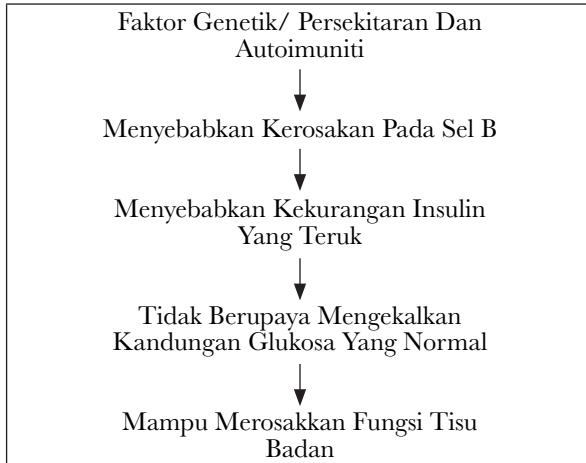 Faktor Genetik/ Persekitaran Dan
Autoimuniti
Menyebabkan Kerosakan Pada Sel B
Menyebabkan Kekurangan Insulin
Yang Teruk
Tidak Berupaya Mengekalkan
Kandungan Glukosa Yang Normal
Mampu Merosakkan Fungsi Tisu
Badan